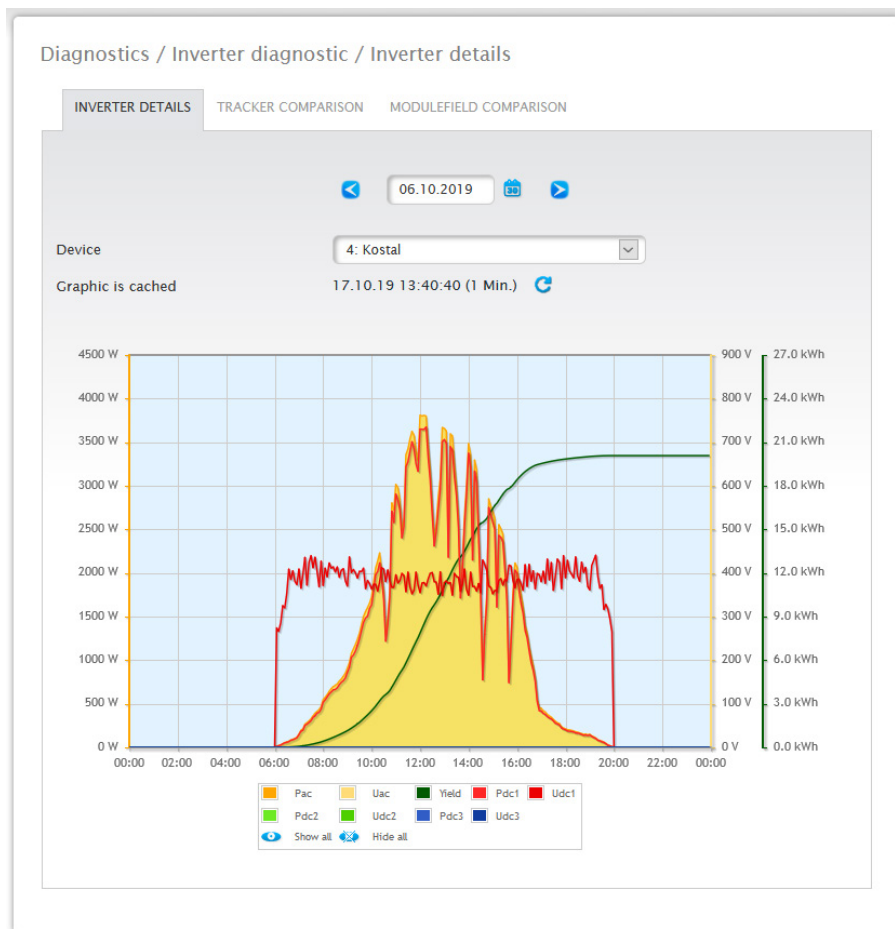 Diagnostics / Inverter diagnostic / Inverter details
INVERTER DETAILS TRACKER COMPARISON MODULEFIELD COMPARISON
06.10.2019 30
Device 4: Kostal
Graphic is cached 17.10.19 13:40:40 (1 Min.)
4500 W 900 V 27.0 kWh
4000 W 800 V 24.0 kWh
3500 W 700 V 21.0 kWh
3000 W 600 V 18.0 kWh
2500 W 500 V 15.0 kWh
2000 W 400 V 12.0 kWh
1500 W 300 V 9.0 kWh
1000 W 200 V 6.0 kWh
500 W 100 V 3.0 kWh
0 W 0 V 0.0 kWh
00:00 02:00 04:00 06:00 08:00 10:00 12:00 14:00 16:00 18:00 20:00 22:00 00:00
Pac Uac Yield Pdc1 Udc1
Pdc2 Udc2 Pdc3 Udc3
Show all Hide all